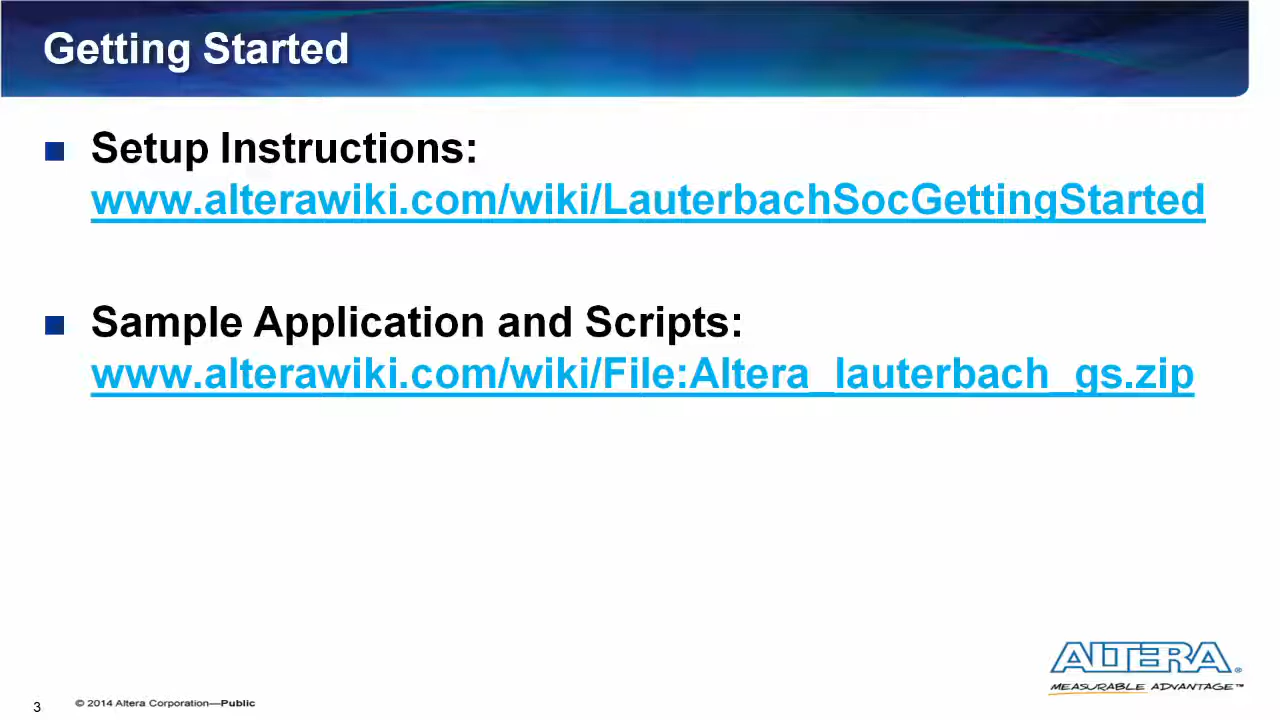 Getting Started
■ Setup Instructions:
www.alterawiki.com/wiki/LauterbachSocGettingStarted
■ Sample Application and Scripts:
www.alterawiki.com/wiki/File:Altera_lauterbach_gs.zip
ALTERA®
MEASURABLE ADVANTAGE™
3
© 2014 Altera Corporation—Public